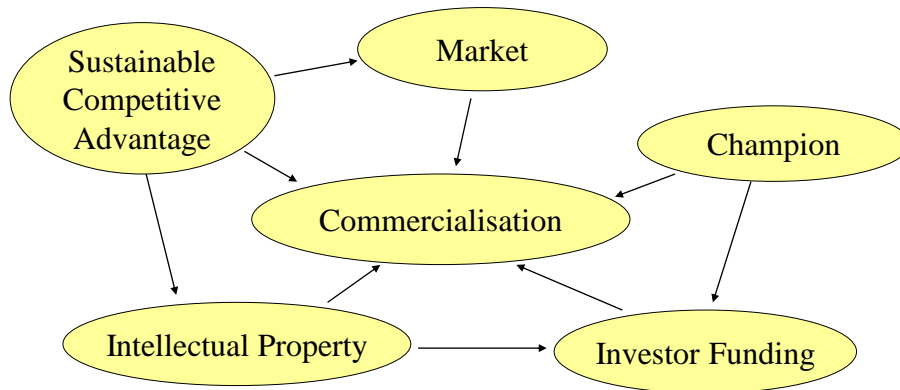 Sustainable
Competitive
Advantage
Market
Champion
Commercialisation
Intellectual Property
Investor Funding